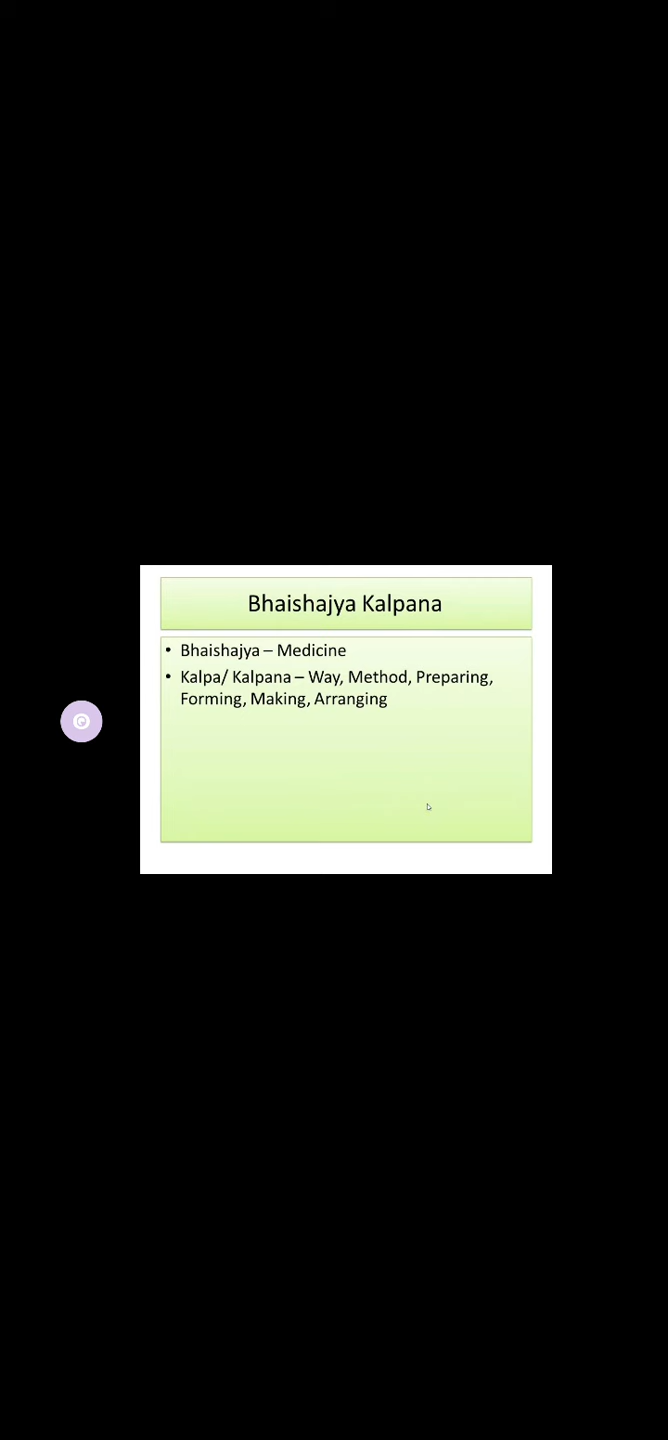 Bhaishajya Kalpana
• Bhaishajya – Medicine
• Kalpa/ Kalpana – Way, Method, Preparing,
Forming, Making, Arranging